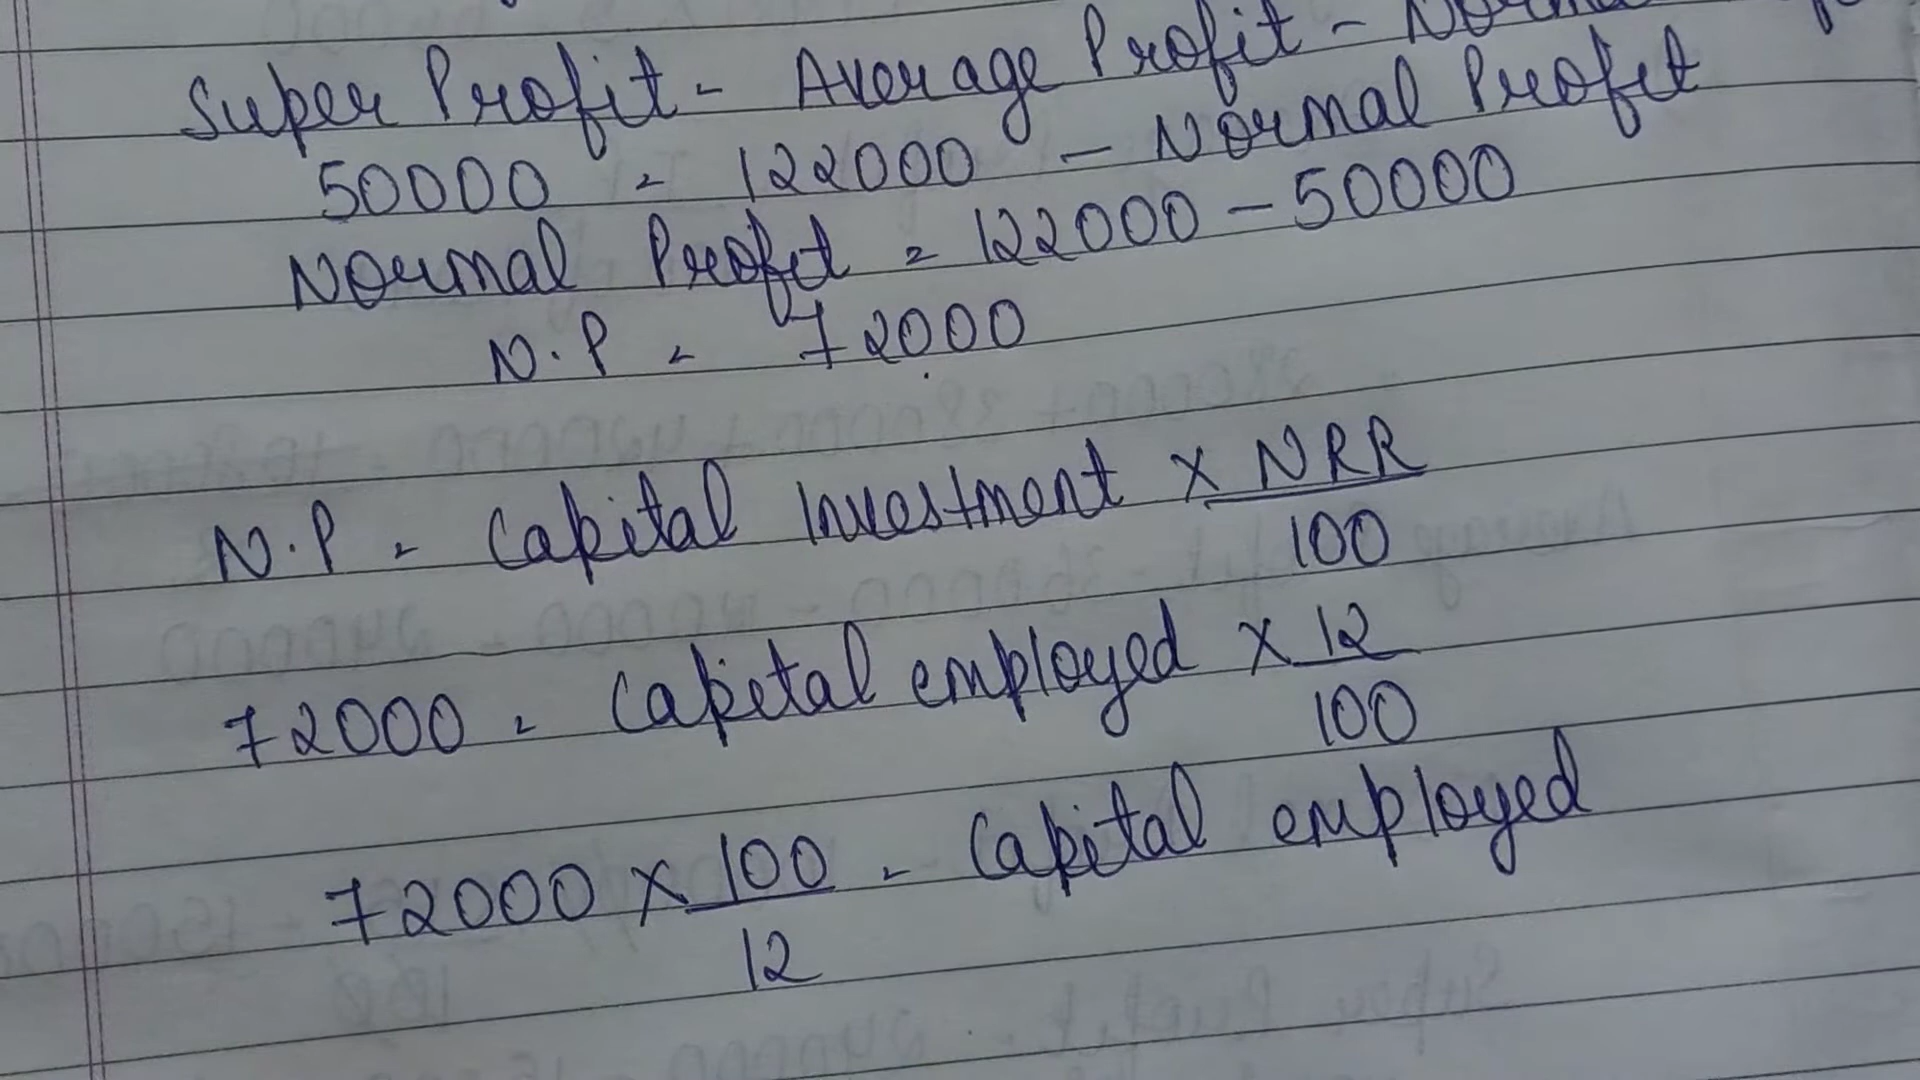 Super Profit = Average Profit - Normal
50000 = 122000 - Normal Profit
Normal Profit = 122000 - 50000
N.P = 72000
N.P = Capital Investment × NRR
100
72000 = Capital employed × 12
100
72000 × 100 = Capital employed
12